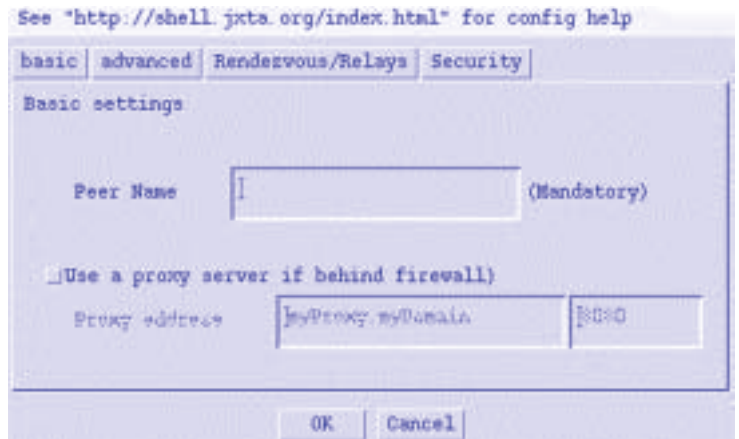 See "http://shell.jxta.org/index.html" for config help
basic advanced Rendezvous/Relays Security
Basic settings
Peer Name (Mandatory)
Use a proxy server if behind firewall)
Proxy address myProxy.myDomain 8080
OK Cancel